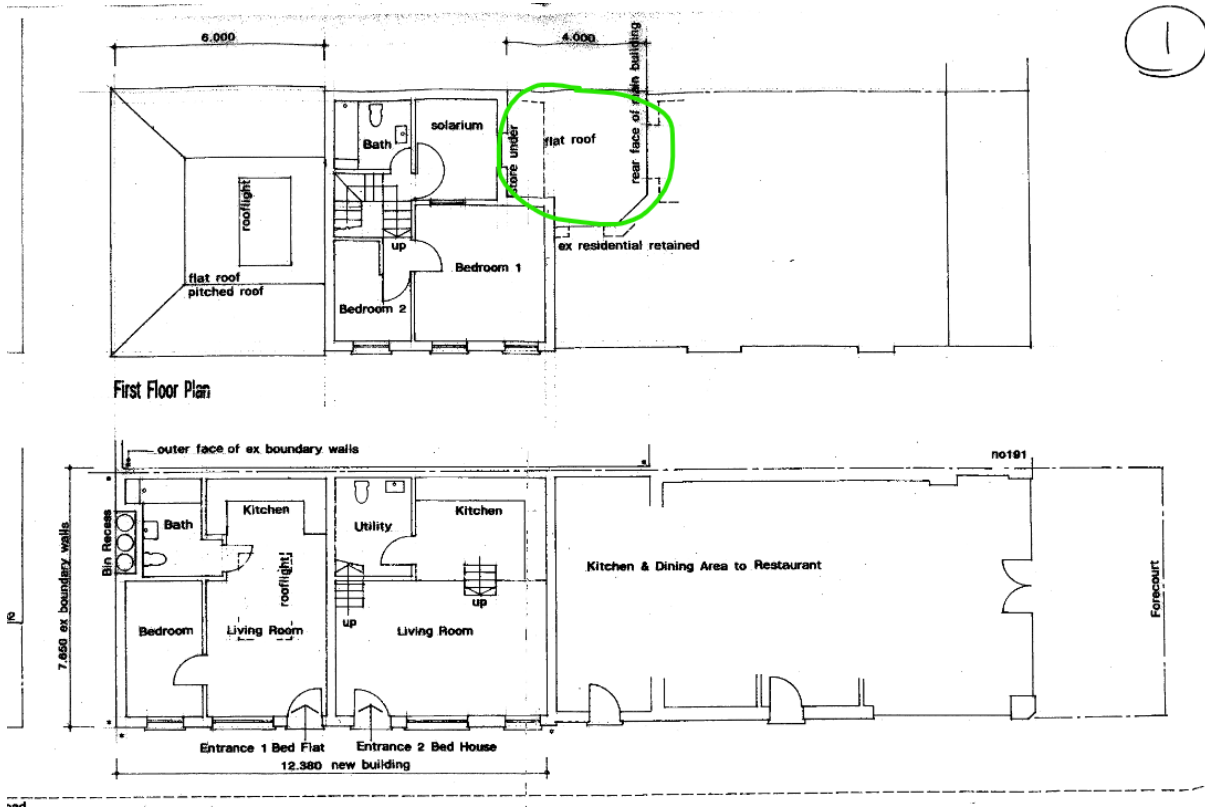 1
6.000
4.000
rear face of main building
Bath
solarium
store under
flat roof
rooflight
up
ex residential retained
Bedroom 1
flat roof
pitched roof
Bedroom 2
First Floor Plan
outer face of ex boundary walls
no191
Bin Recess
Bath
Kitchen
Utility
Kitchen
7.650 ex boundary walls
rooflight
Kitchen & Dining Area to Restaurant
Forecourt
up
up
Bedroom
Living Room
Living Room
Entrance 1 Bed Flat
Entrance 2 Bed House
12.380 new building